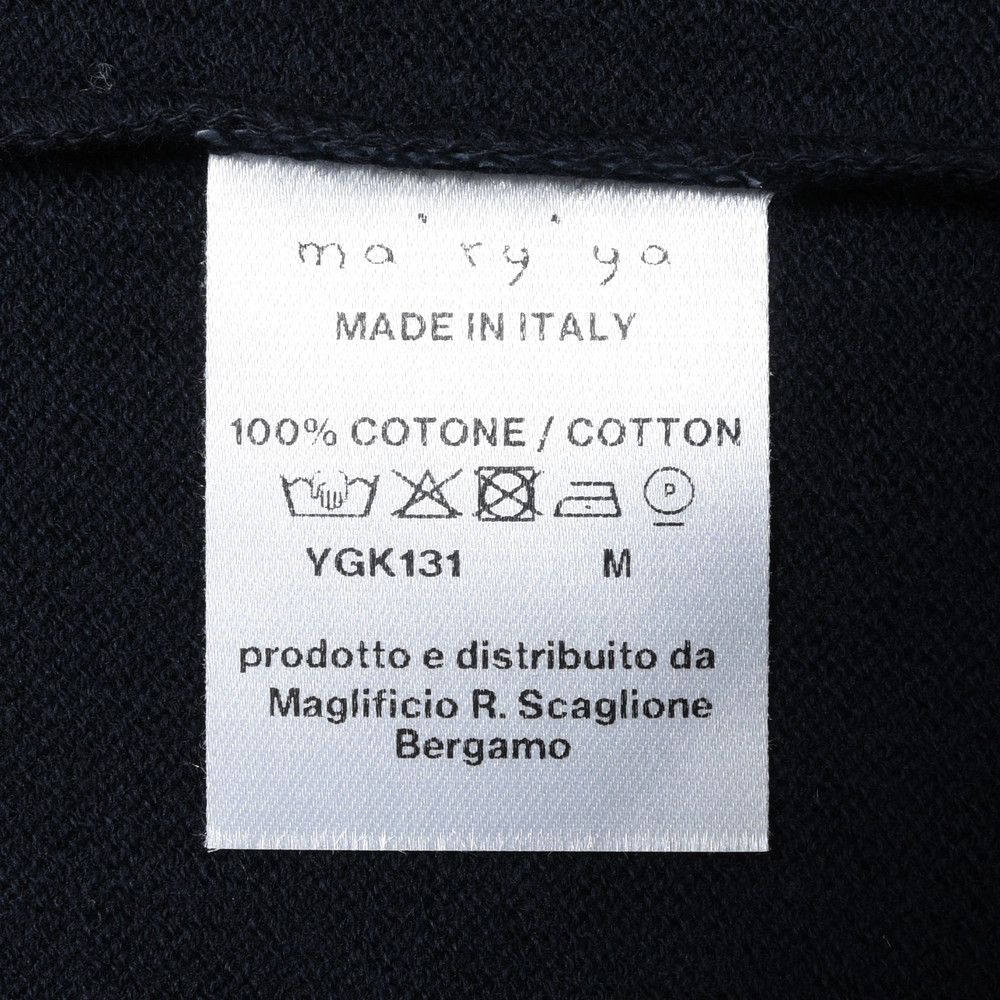 ma'ry'ya
MADE IN ITALY
100% COTONE / COTTON
P
YGK131 M
prodotto e distribuito da
Maglificio R. Scaglione
Bergamo